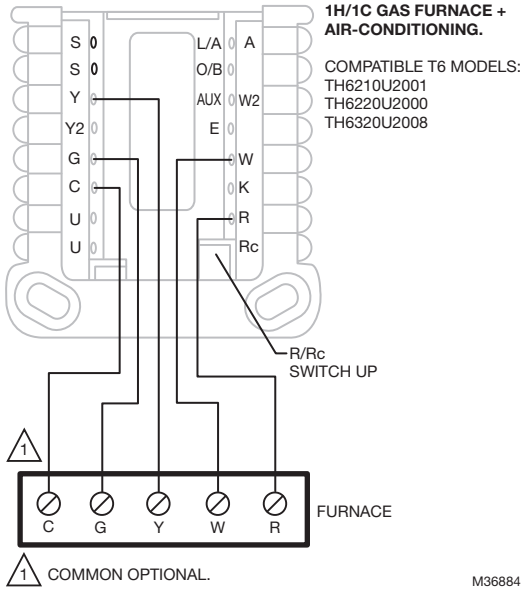 1H/1C GAS FURNACE +
AIR-CONDITIONING.
COMPATIBLE T6 MODELS:
TH6210U2001
TH6220U2000
TH6320U2008
S L/A A
S O/B
Y AUX W2
Y2 E
G W
C K
U R
U Rc
R/Rc
SWITCH UP
1
C G Y W R
FURNACE
1 COMMON OPTIONAL.
M36884